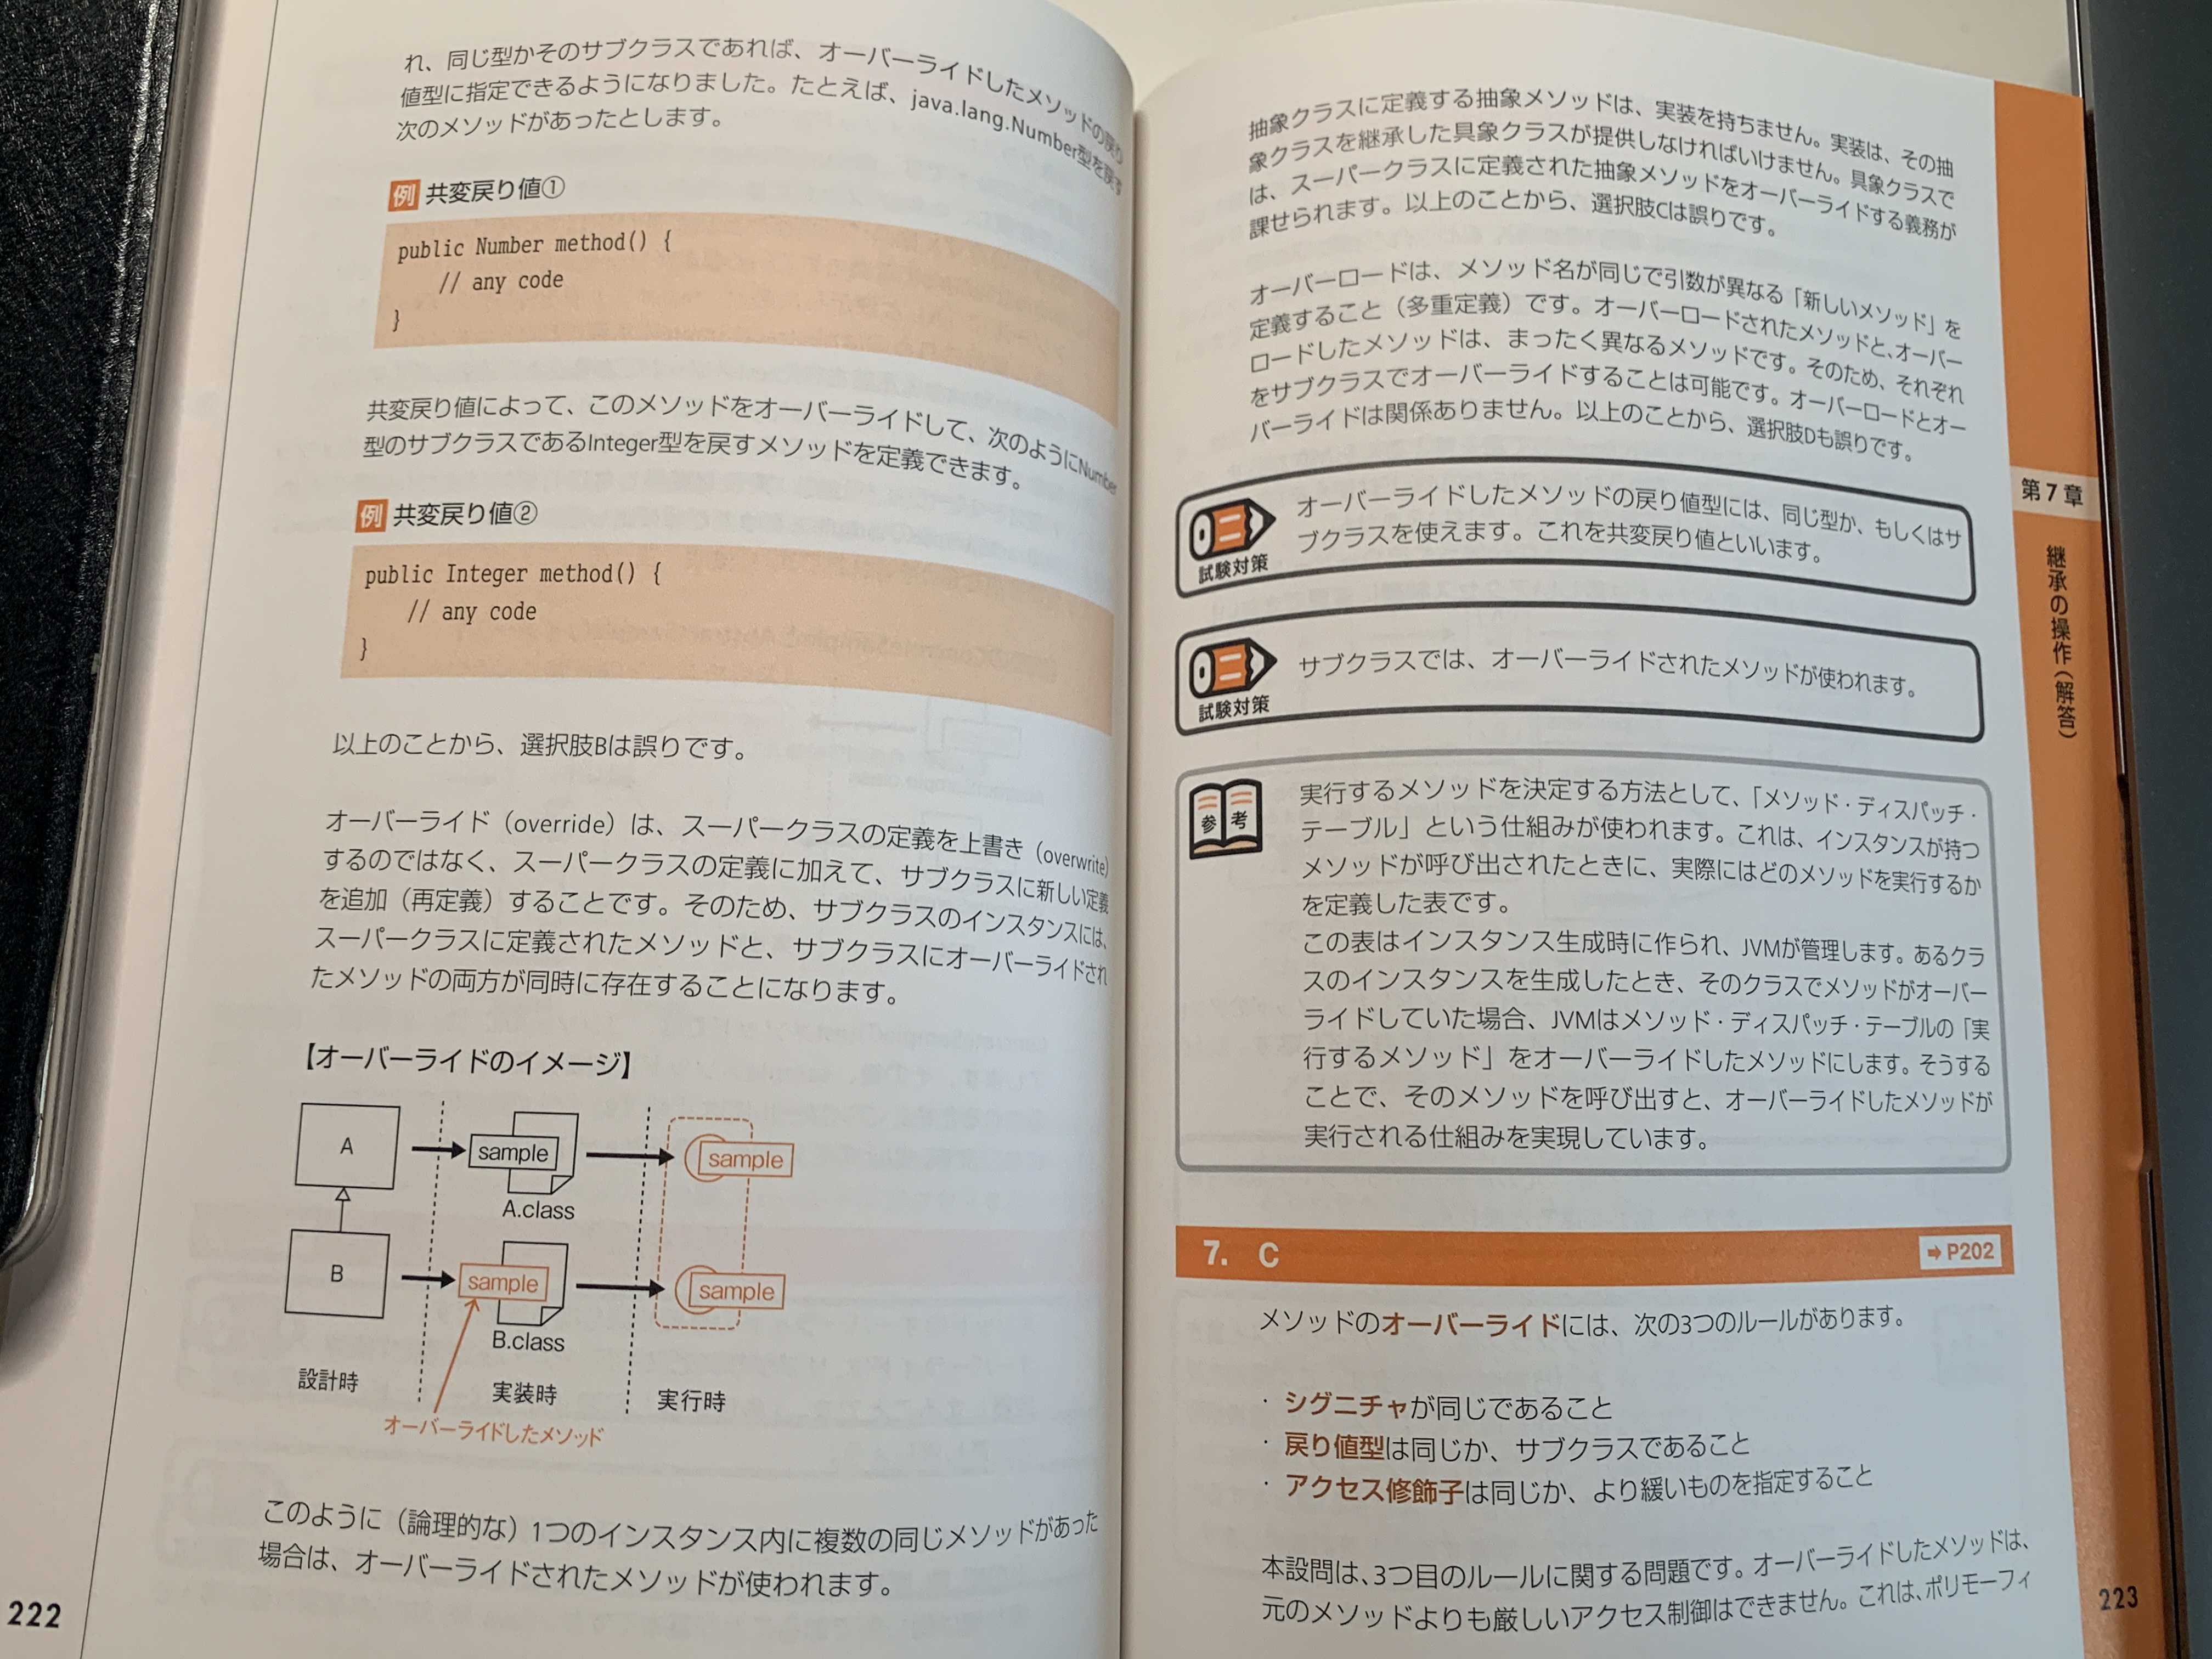 れ、同じ型かそのサブクラスであれば、オーバーライドしたメソッドの戻り
値型に指定できるようになりました。たとえば、java.lang.Number型を戻す
次のメソッドがあったとします。
例 共変戻り値①
public Number method() {
// any code
}
共変戻り値によって、このメソッドをオーバーライドして、次のようにNumber
型のサブクラスであるInteger型を戻すメソッドを定義できます。
例 共変戻り値②
public Integer method() {
// any code
}
以上のことから、選択肢Bは誤りです。
オーバーライド（override）は、スーパークラスの定義を上書き（overwrite）
するのではなく、スーパークラスの定義に加えて、サブクラスに新しい定義
を追加（再定義）することです。そのため、サブクラスのインスタンスには、
スーパークラスに定義されたメソッドと、サブクラスにオーバーライドされ
たメソッドの両方が同時に存在することになります。
【オーバーライドのイメージ】
A
sample
sample
A.class
B
sample
sample
B.class
設計時
実装時
実行時
オーバーライドしたメソッド
このように（論理的な）1つのインスタンス内に複数の同じメソッドがあった
場合は、オーバーライドされたメソッドが使われます。
222
抽象クラスに定義する抽象メソッドは、実装を持ちません。実装は、その抽
象クラスを継承した具象クラスが提供しなければいけません。具象クラスで
は、スーパークラスに定義された抽象メソッドをオーバーライドする義務が
課せられます。以上のことから、選択肢Cは誤りです。
オーバーロードは、メソッド名が同じで引数が異なる「新しいメソッド」を
定義すること（多重定義）です。オーバーロードされたメソッドと、オーバー
ロードしたメソッドは、まったく異なるメソッドです。そのため、それぞれ
をサブクラスでオーバーライドすることは可能です。オーバーロードとオー
バーライドは関係ありません。以上のことから、選択肢Dも誤りです。
オーバーライドしたメソッドの戻り値型には、同じ型か、もしくはサ
ブクラスを使えます。これを共変戻り値といいます。
試験対策
サブクラスでは、オーバーライドされたメソッドが使われます。
試験対策
参考
実行するメソッドを決定する方法として、「メソッド・ディスパッチ・
テーブル」という仕組みが使われます。これは、インスタンスが持つ
メソッドが呼び出されたときに、実際にはどのメソッドを実行するか
を定義した表です。
この表はインスタンス生成時に作られ、JVMが管理します。あるクラ
スのインスタンスを生成したとき、そのクラスでメソッドがオーバー
ライドしていた場合、JVMはメソッド・ディスパッチ・テーブルの「実
行するメソッド」をオーバーライドしたメソッドにします。そうする
ことで、そのメソッドを呼び出すと、オーバーライドしたメソッドが
実行される仕組みを実現しています。
7. C ➡P202
メソッドのオーバーライドには、次の3つのルールがあります。
・シグニチャが同じであること
・戻り値型は同じか、サブクラスであること
・アクセス修飾子は同じか、より緩いものを指定すること
本設問は、3つ目のルールに関する問題です。オーバーライドしたメソッドは、
元のメソッドよりも厳しいアクセス制御はできません。これは、ポリモーフィ
第7章
継承の操作（解答）
223